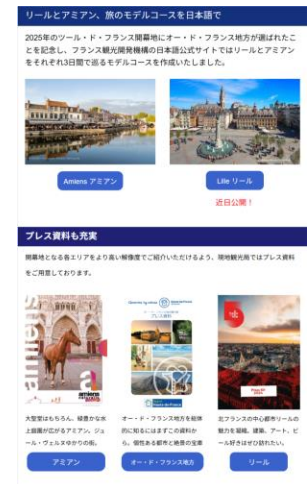 リールとアミアン、旅のモデルコースを日本語で
2025年のツール・ド・フランス開幕地にオー・ド・フランス地方が選ばれたこ
とを記念し、フランス観光開発機構の日本語公式サイトではリールとアミアン
をそれぞれ3日間で巡るモデルコースを作成いたしました。
Amiens アミアン
Lille リール
近日公開！
プレス資料も充実
開幕地となる各エリアをより高い解像度でご紹介いただけるよう、現地観光局ではプレス資料
をご用意しております。
amiens
プレス資料
大聖堂はもちろん、緑豊かな水
上庭園が広がるアミアン。ジュ
ール・ヴェルヌゆかりの街。
オー・ド・フランス地方を総体
的に知るにはまずこの資料か
ら。個性ある都市と絶景の宝庫
北フランスの中心都市リールの
魅力を凝縮。建築、アート、ビ
ール好きはぜひ訪れたい。
アミアン
オー・ド・フランス地方
リール